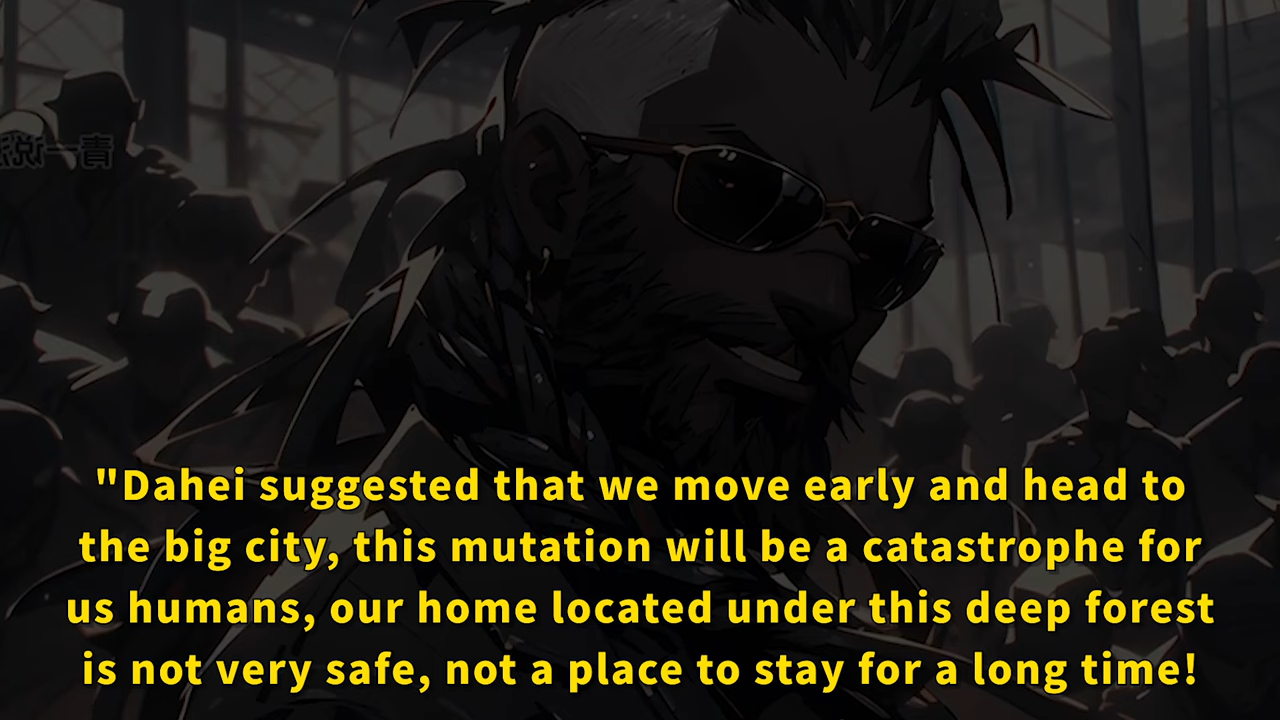 "Dahei suggested that we move early and head to
the big city, this mutation will be a catastrophe for
us humans, our home located under this deep forest
is not very safe, not a place to stay for a long time!